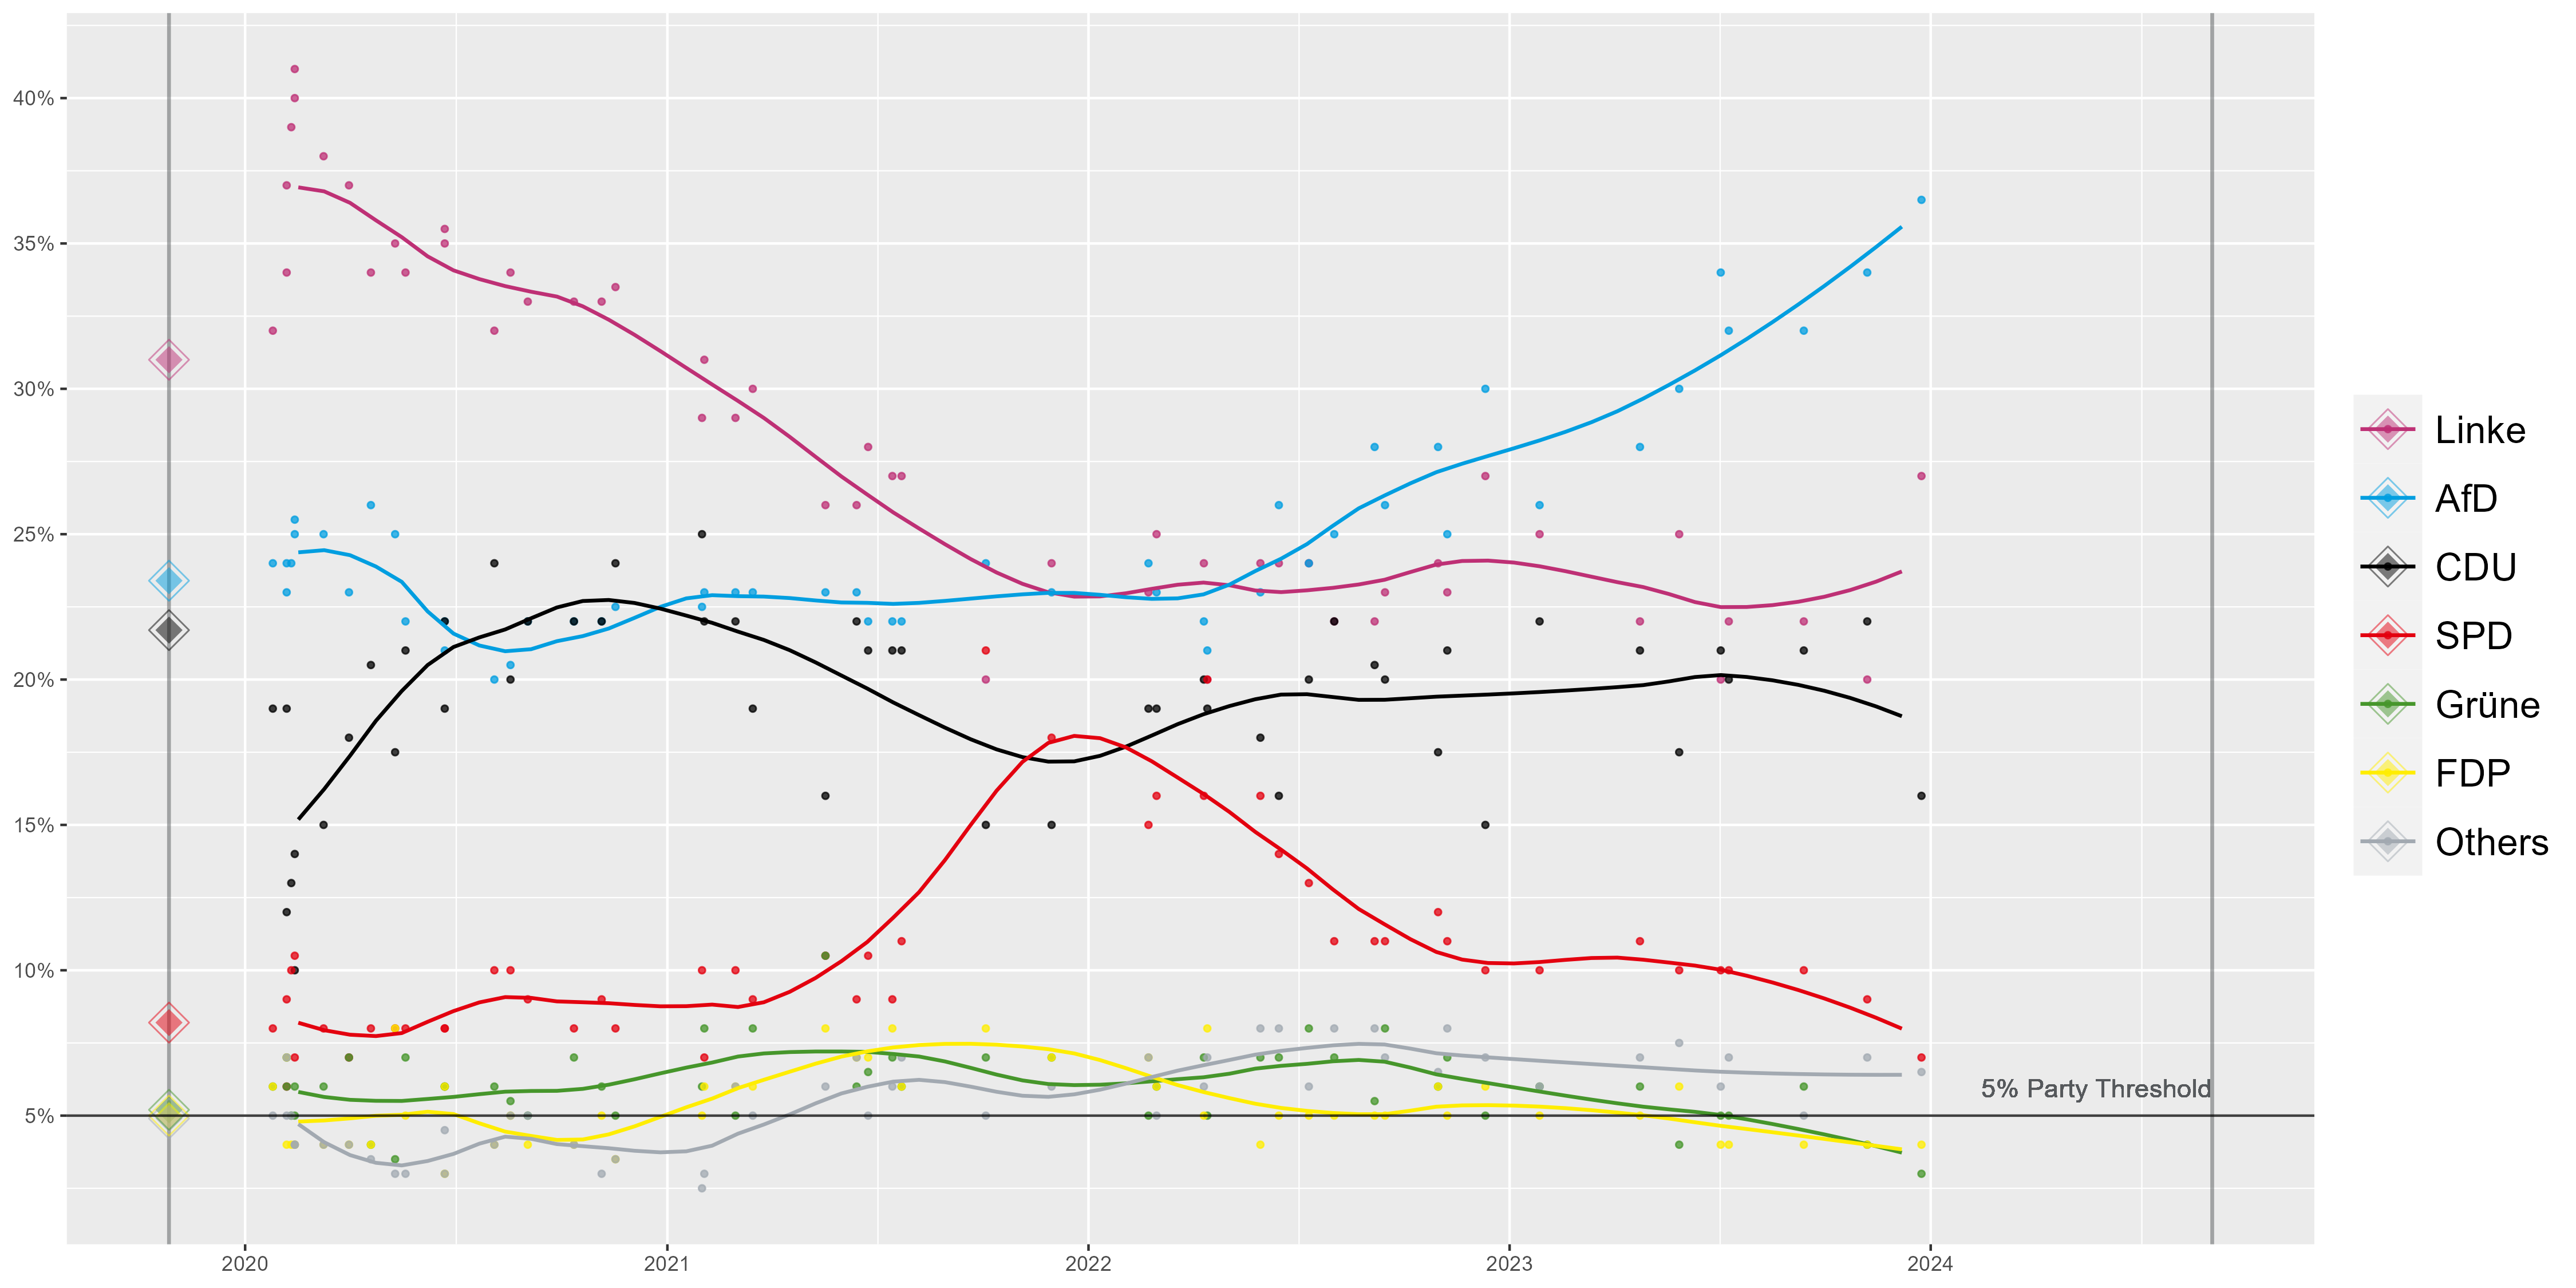 40%
35%
30%
25%
20%
15%
10%
5%
5% Party Threshold
2020
2021
2022
2023
2024
Linke
AfD
CDU
SPD
Grüne
FDP
Others